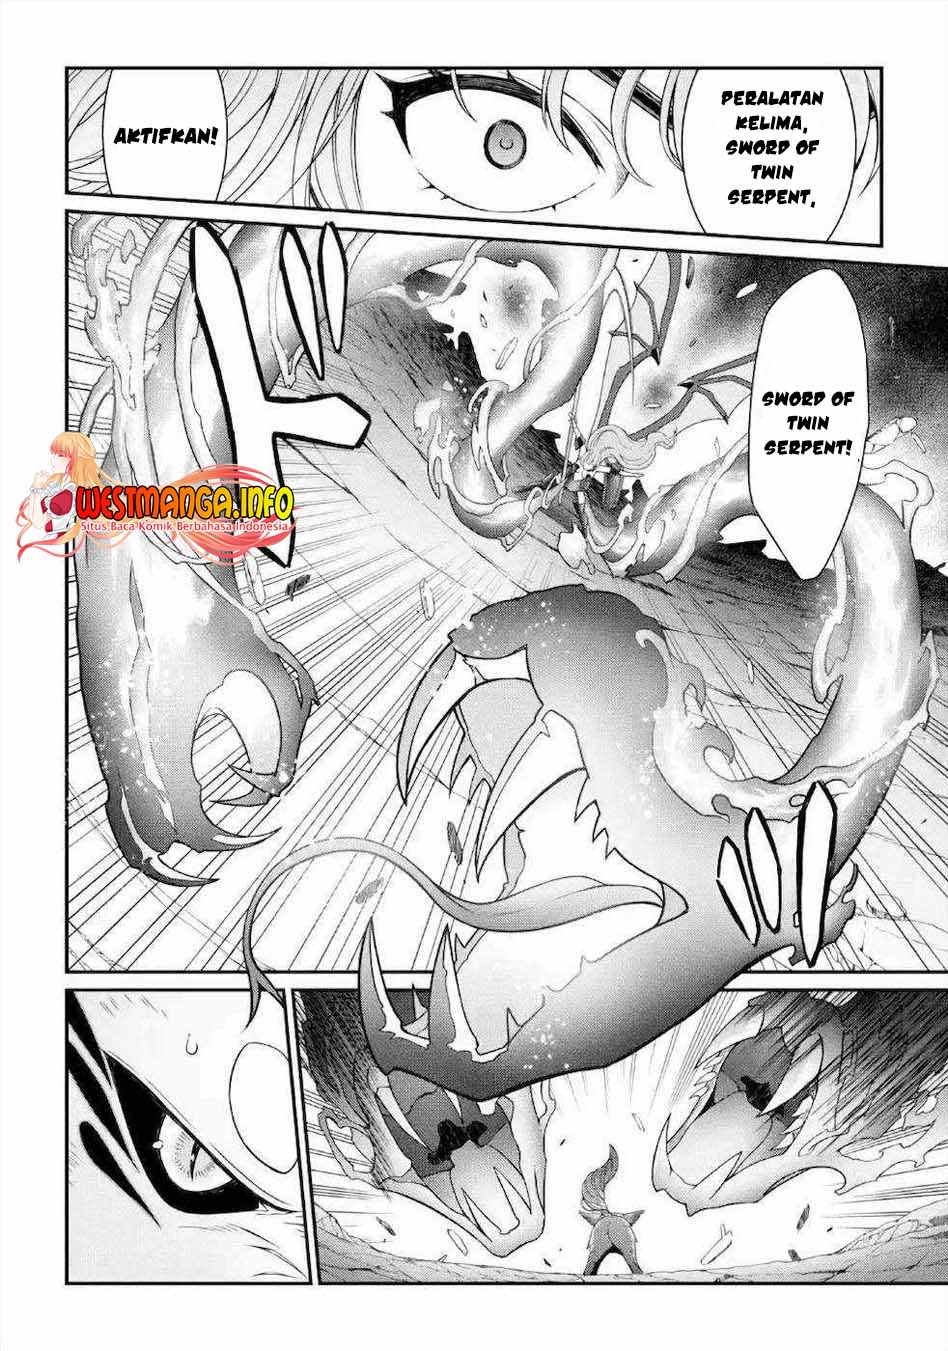 PERALATAN
KELIMA,
SWORD OF
TWIN
SERPENT,
AKTIFKAN!
SWORD OF
TWIN
SERPENT!
WESTMANGA.INFO
Situs Baca Komik Berbahasa Indonesia